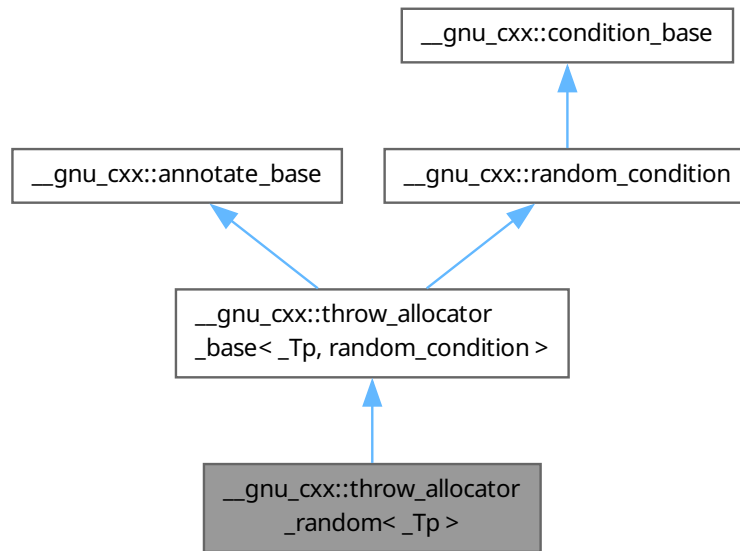 __gnu_cxx::condition_base
__gnu_cxx::annotate_base
__gnu_cxx::random_condition
__gnu_cxx::throw_allocator
_base< _Tp, random_condition >
__gnu_cxx::throw_allocator
_random< _Tp >